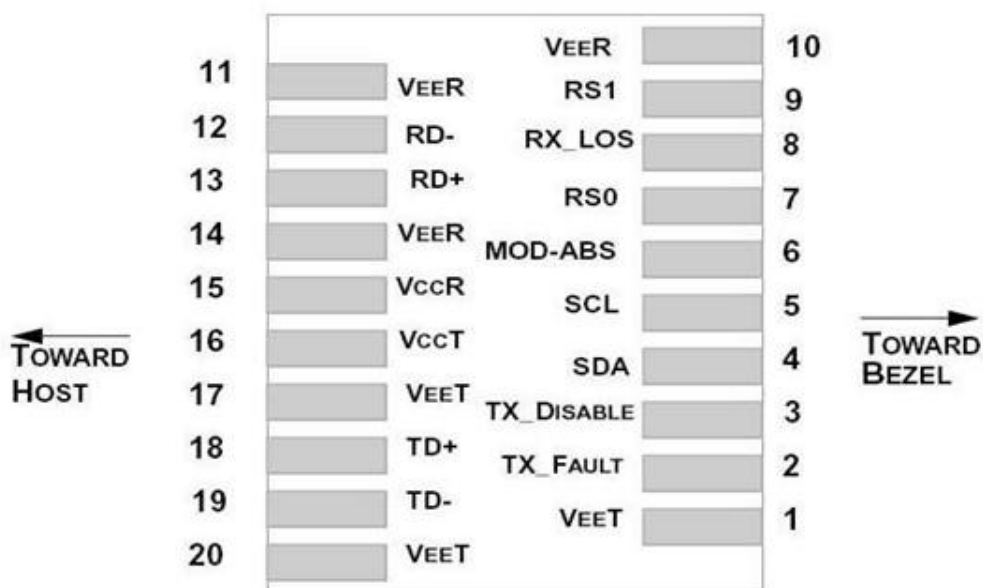 11 VEER
12 RD-
13 RD+
14 VEER
15 VCCR
16 VCCT
17 VEET
18 TD+
19 TD-
20 VEET
TOWARD
HOST
VEER 10
RS1 9
RX_LOS 8
RS0 7
MOD-ABS 6
SCL 5
SDA 4
TX_DISABLE 3
TX_FAULT 2
VEET 1
TOWARD
BEZEL